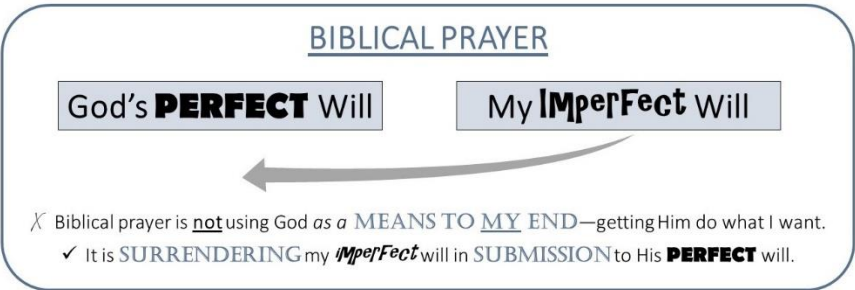 BIBLICAL PRAYER
God's PERFECT Will
My IMperFect Will
X Biblical prayer is not using God as a MEANS TO MY END—getting Him do what I want.
✓ It is SURRENDERING my iMperFect will in SUBMISSION to His PERFECT will.